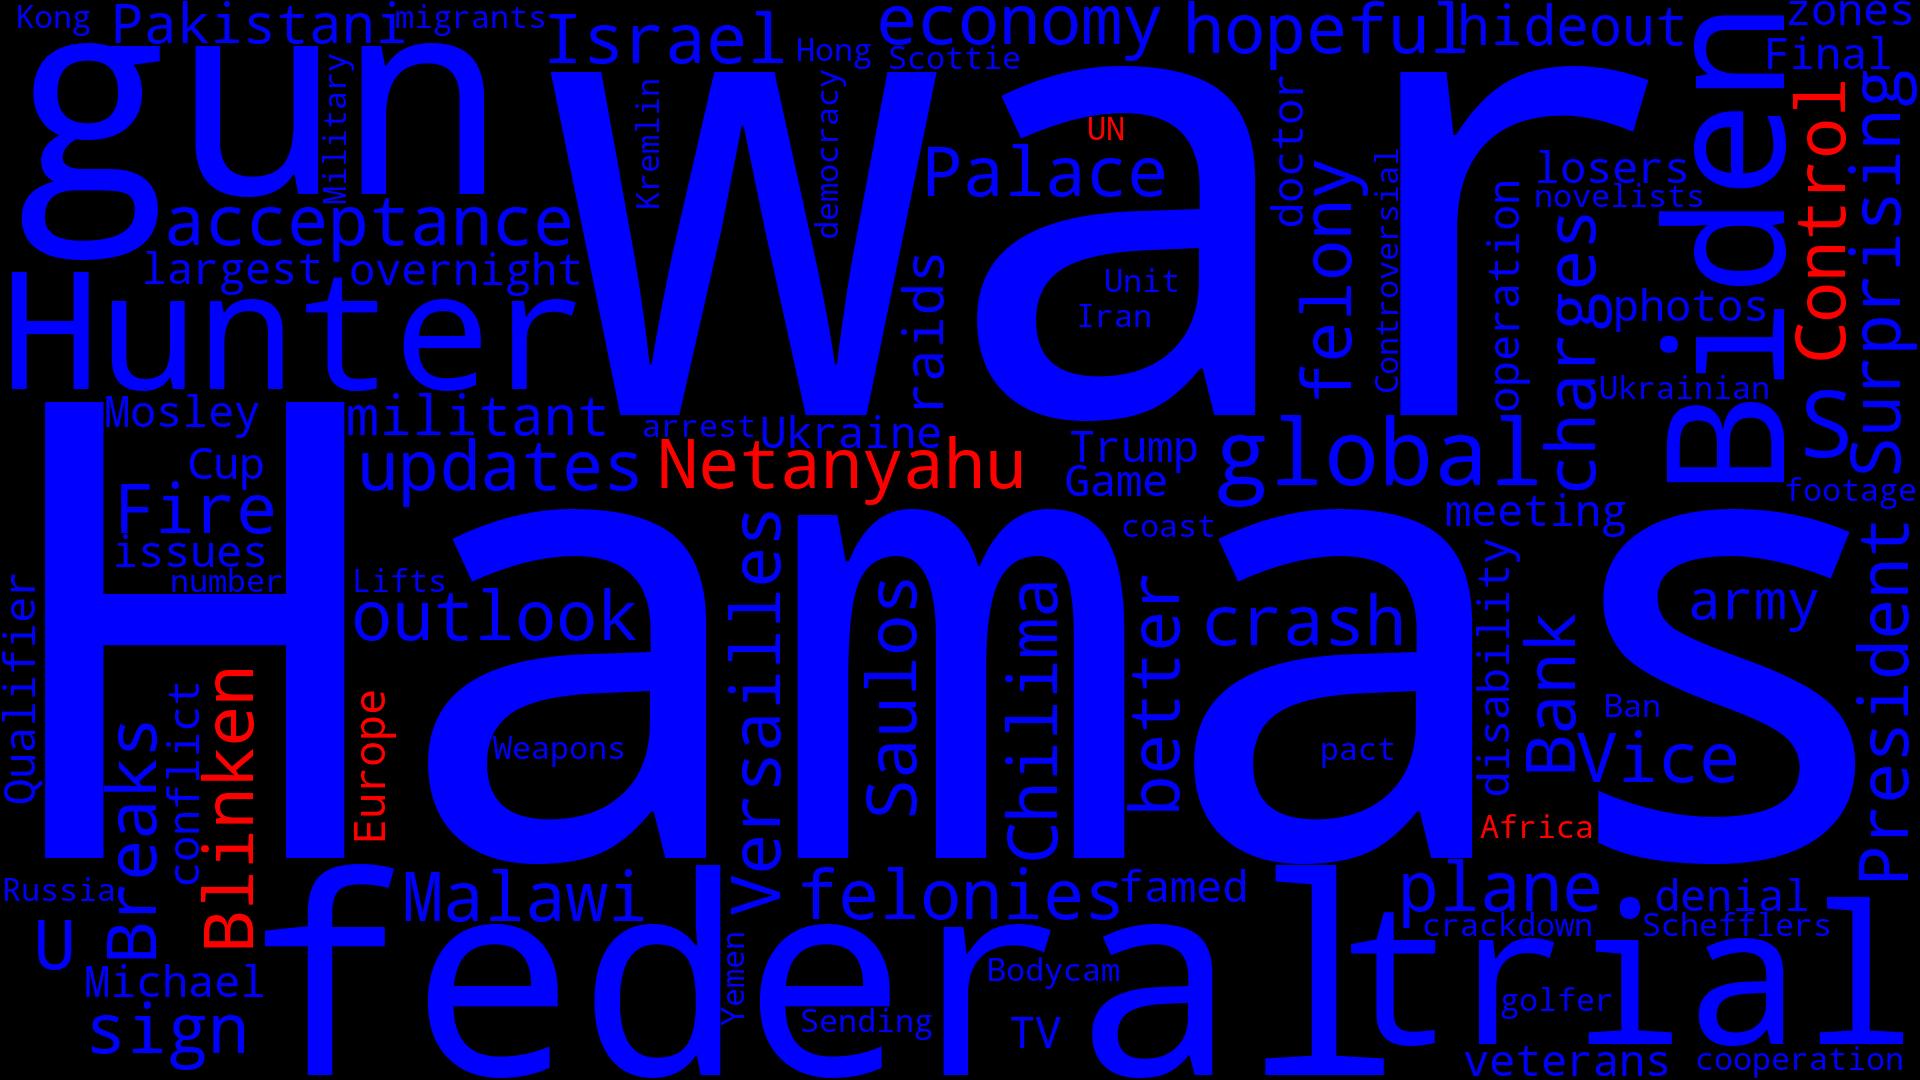 Kong
Pakistani
migrants
Israel
Hong
economy
Scottie
hopeful
hideout
zones
Final
gun
war
Military
Kremlin
democracy
UN
Palace
doctor
felony
Controversial
operation
losers
novelists
Biden
Control
Surprising
acceptance
largest
overnight
Hunter
raids
Unit
Iran
charges
photos
Ukrainian
S
Mosley
militant
arrest
Ukraine
Trump
global
Cup
updates
Netanyahu
Game
meeting
footage
Fire
issues
number
Lifts
Hamas
coast
Qualifier
outlook
Versailles
Saulos
Chilima
better
crash
disability
Bank
army
President
Breaks
conflict
Blinken
Europe
Weapons
pact
Ban
Vice
Africa
Russia
U
Malawi
felonies
famed
plane
denial
crackdown
Schefflers
federal
trial
Michael
sign
Yemen
Bodycam
Sending
TV
golfer
veterans
cooperation